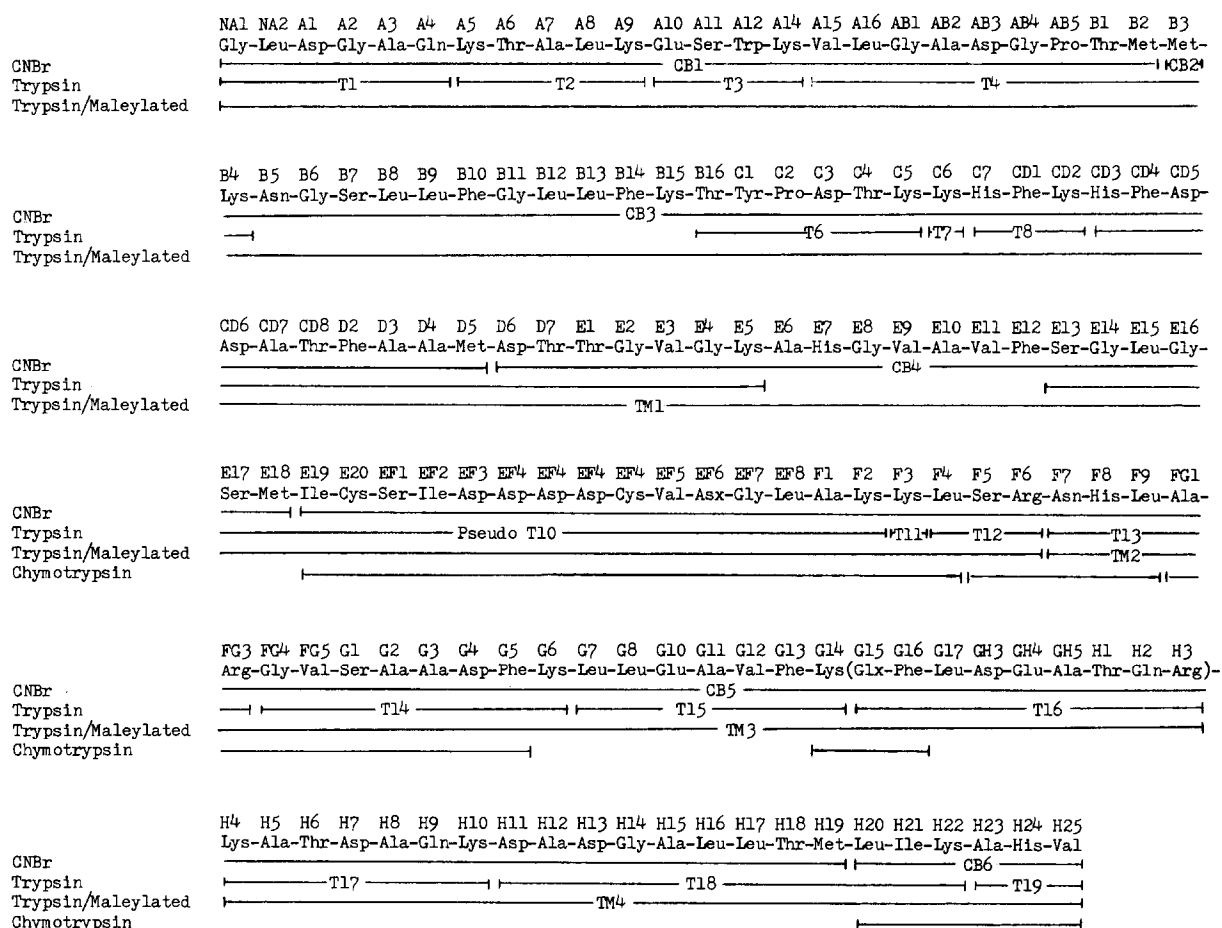 NA1 NA2 A1 A2 A3 A4 A5 A6 A7 A8 A9 A10 A11 A12 A14 A15 A16 AB1 AB2 AB3 AB4 AB5 B1 B2 B3
Gly-Leu-Asp-Gly-Ala-Gln-Lys-Thr-Ala-Leu-Lys-Glu-Ser-Trp-Lys-Val-Leu-Gly-Ala-Asp-Gly-Pro-Thr-Met-Met-
CNBr CB1 CB2
Trypsin T1 T2 T3 T4
Trypsin/Maleylated
B4 B5 B6 B7 B8 B9 B10 B11 B12 B13 B14 B15 B16 C1 C2 C3 C4 C5 C6 C7 CD1 CD2 CD3 CD4 CD5
Lys-Asn-Gly-Ser-Leu-Leu-Phe-Gly-Leu-Leu-Phe-Lys-Thr-Tyr-Pro-Asp-Thr-Lys-Lys-His-Phe-Lys-His-Phe-Asp-
CNBr CB3
Trypsin T6 T7 T8
Trypsin/Maleylated
CD6 CD7 CD8 D2 D3 D4 D5 D6 D7 E1 E2 E3 E4 E5 E6 E7 E8 E9 E10 E11 E12 E13 E14 E15 E16
Asp-Ala-Thr-Phe-Ala-Ala-Met-Asp-Thr-Thr-Gly-Val-Gly-Lys-Ala-His-Gly-Val-Ala-Val-Phe-Ser-Gly-Leu-Gly-
CNBr CB4
Trypsin
Trypsin/Maleylated TM1
E17 E18 E19 E20 EF1 EF2 EF3 EF4 EF4 EF4 EF4 EF5 EF6 EF7 EF8 F1 F2 F3 F4 F5 F6 F7 F8 F9 FG1
Ser-Met-Ile-Cys-Ser-Ile-Asp-Asp-Asp-Asp-Cys-Val-Asx-Gly-Leu-Ala-Lys-Lys-Leu-Ser-Arg-Asn-His-Leu-Ala-
CNBr
Trypsin Pseudo T10 T11 T12 T13
Trypsin/Maleylated TM2
Chymotrypsin
FG3 FG4 FG5 G1 G2 G3 G4 G5 G6 G7 G8 G10 G11 G12 G13 G14 G15 G16 G17 GH3 GH4 GH5 H1 H2 H3
Arg-Gly-Val-Ser-Ala-Ala-Asp-Phe-Lys-Leu-Leu-Glu-Ala-Val-Phe-Lys(Glx-Phe-Leu-Asp-Glu-Ala-Thr-Gln-Arg)-
CNBr CB5
Trypsin T14 T15 T16
Trypsin/Maleylated TM3
Chymotrypsin
H4 H5 H6 H7 H8 H9 H10 H11 H12 H13 H14 H15 H16 H17 H18 H19 H20 H21 H22 H23 H24 H25
Lys-Ala-Thr-Asp-Ala-Gln-Lys-Asp-Ala-Asp-Gly-Ala-Leu-Leu-Thr-Met-Leu-Ile-Lys-Ala-His-Val
CNBr CB6
Trypsin T17 T18 T19
Trypsin/Maleylated TM4
Chymotrypsin